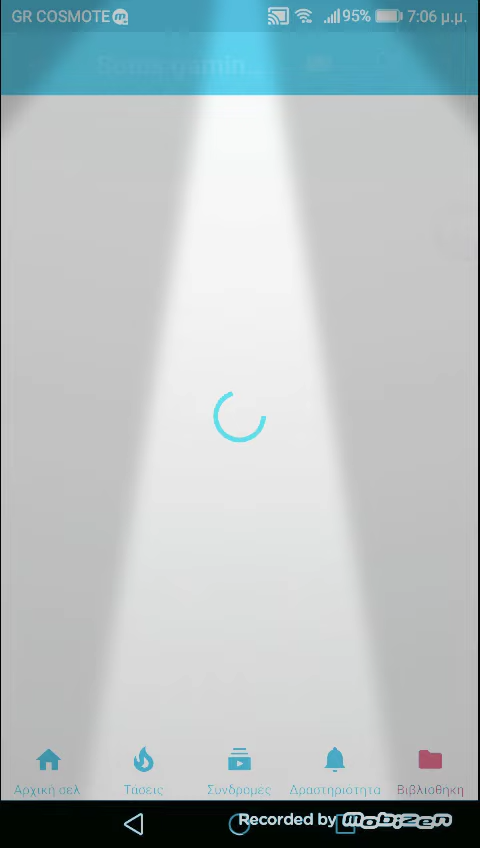 GR COSMOTE 95% 7:06 μ.μ.
Αρχική σελ Τάσεις Συνδρομές Δραστηριότητα Βιβλιοθήκη
Recorded by Mobizen